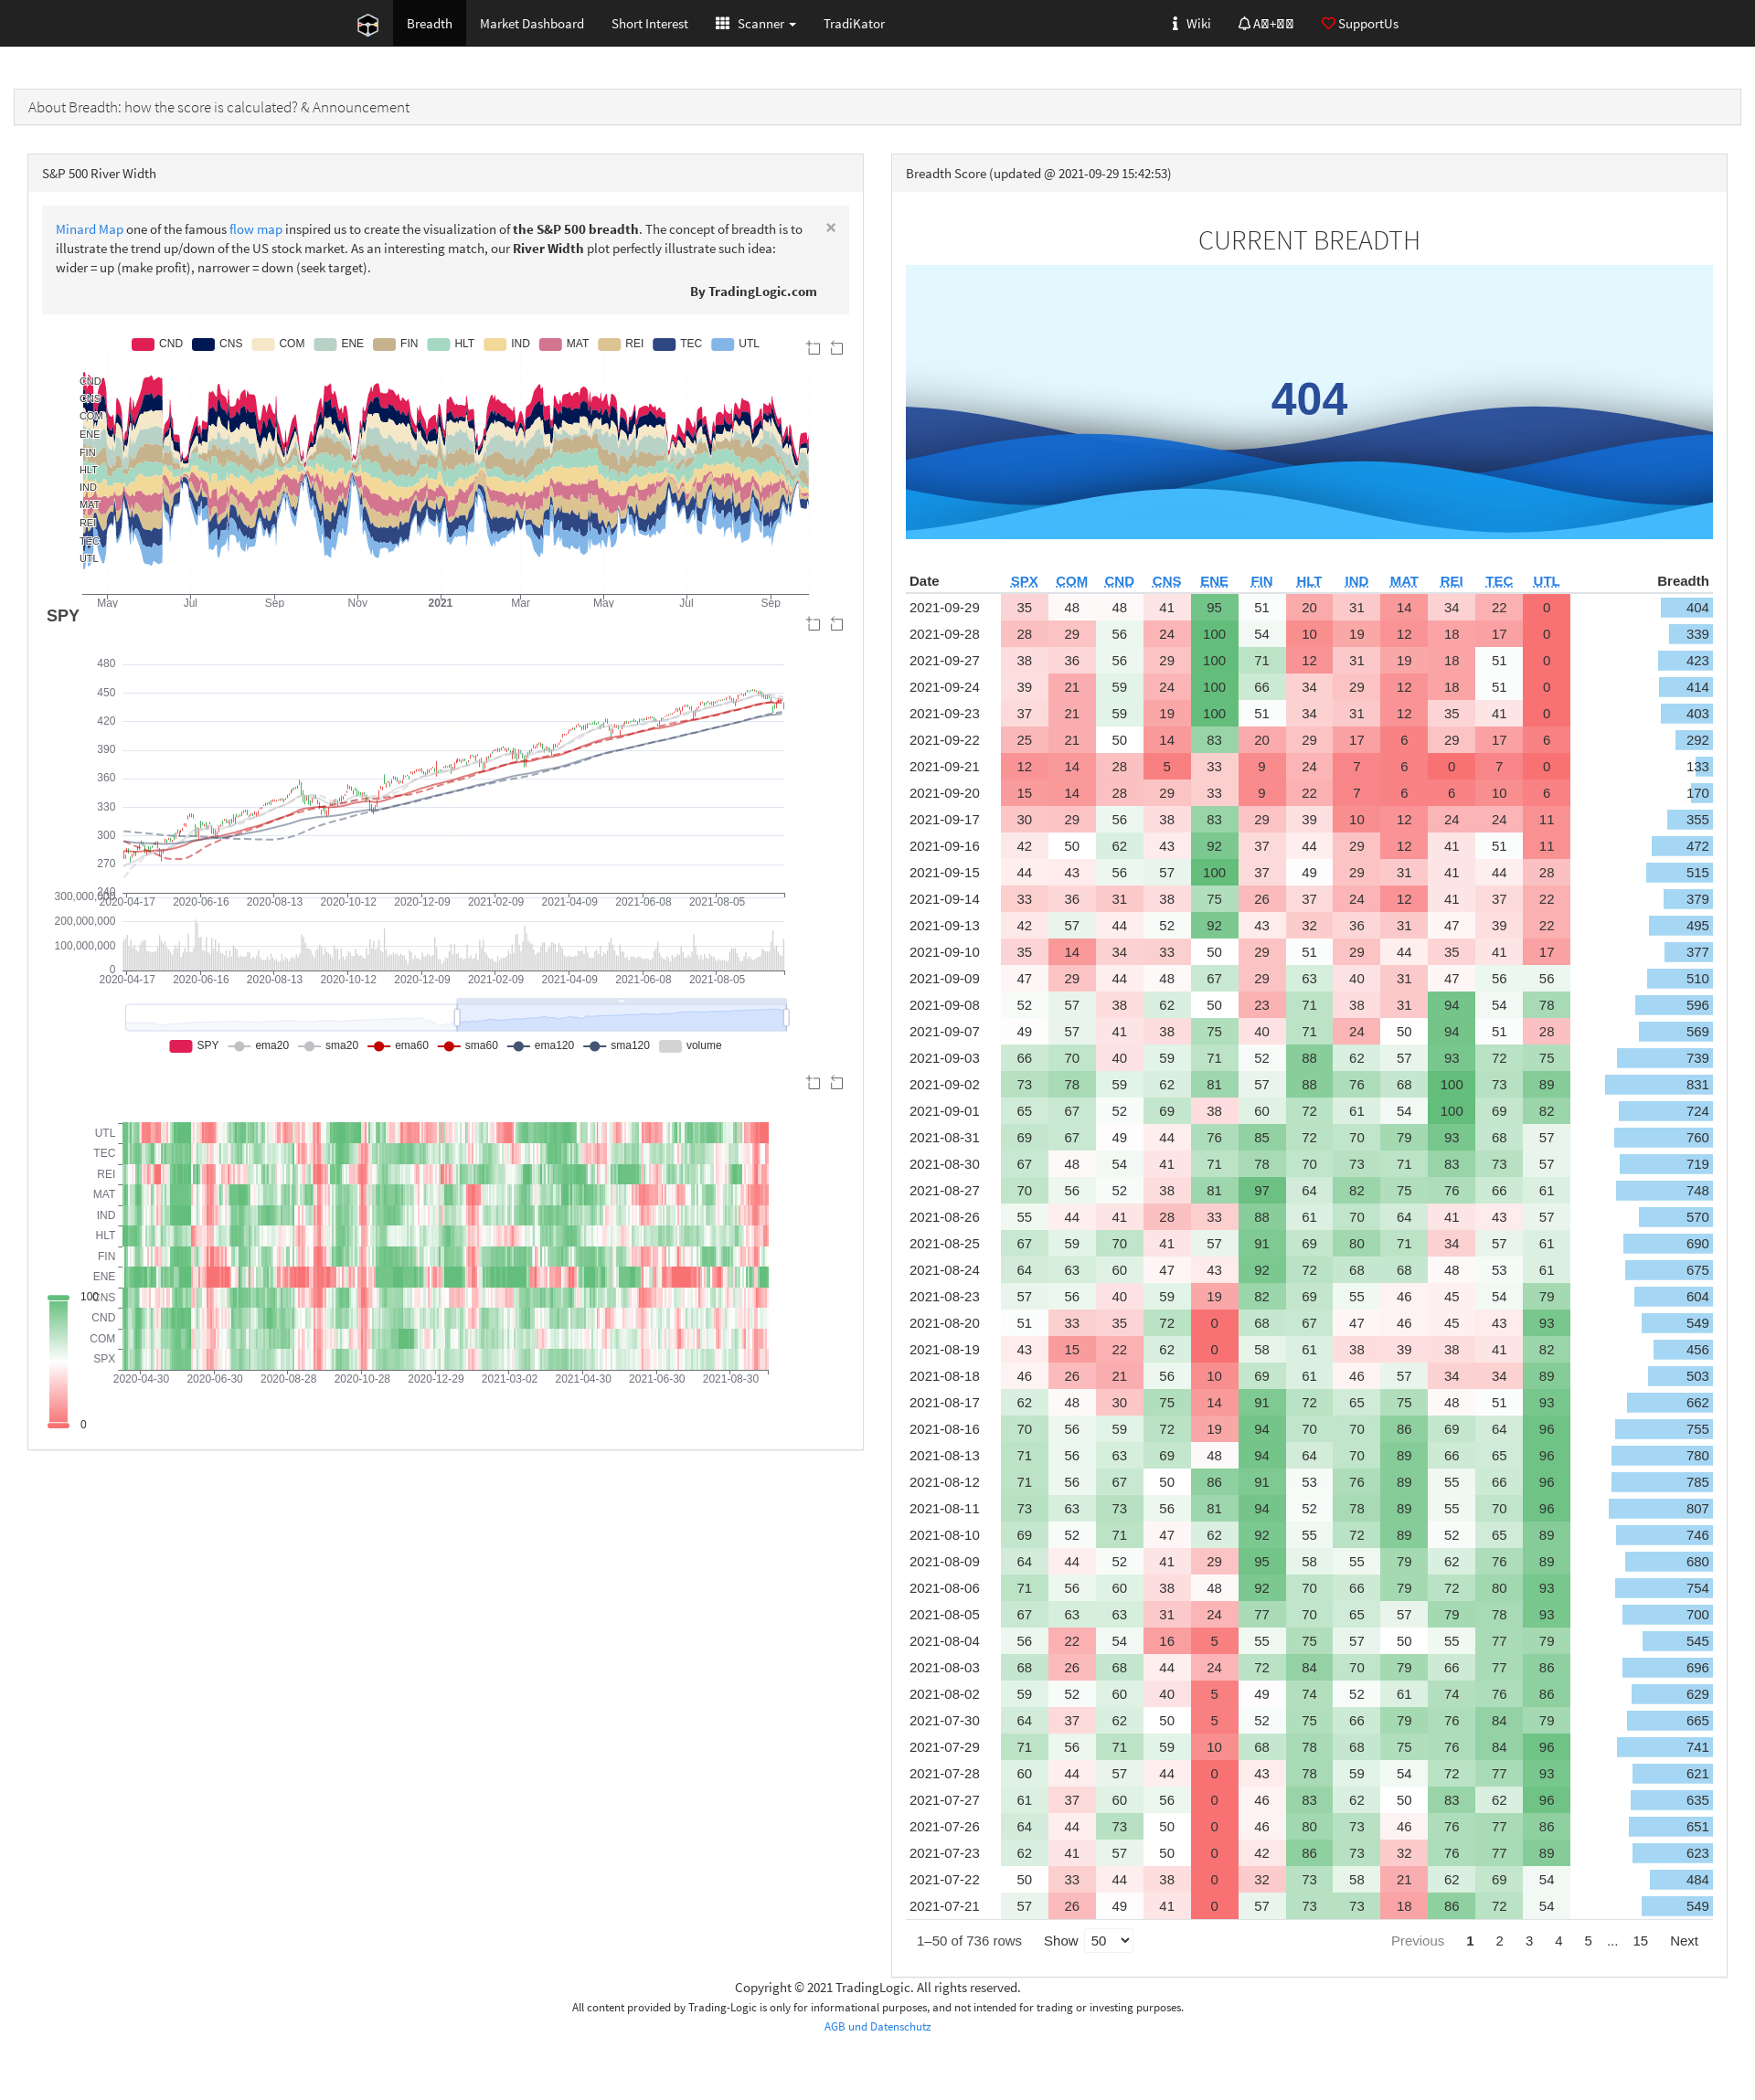 Breadth Market Dashboard Short Interest Scanner TradiKator Wiki SupportUs
About Breadth: how the score is calculated? & Announcement
S&P 500 River Width
Minard Map one of the famous flow map inspired us to create the visualization of the S&P 500 breadth. The concept of breadth is to
illustrate the trend up/down of the US stock market. As an interesting match, our River Width plot perfectly illustrate such idea:
wider = up (make profit), narrower = down (seek target).
By TradingLogic.com
×
CND CNS COM ENE FIN HLT IND MAT REI TEC UTL
CND
CNS
COM
ENE
FIN
HLT
IND
MAT
REI
TEC
UTL
May Jul Sep Nov 2021 Mar May Jul Sep
SPY
480
450
420
390
360
330
300
270
240
2020-04-17 2020-06-16 2020-08-13 2020-10-12 2020-12-09 2021-02-09 2021-04-09 2021-06-08 2021-08-05
300,000,000
200,000,000
100,000,000
0
2020-04-17 2020-06-16 2020-08-13 2020-10-12 2020-12-09 2021-02-09 2021-04-09 2021-06-08 2021-08-05
SPY ema20 sma20 ema60 sma60 ema120 sma120 volume
UTL
TEC
REI
MAT
IND
HLT
FIN
ENE
CNS
CND
COM
SPX
100
0
2020-04-30 2020-06-30 2020-08-28 2020-10-28 2020-12-29 2021-03-02 2021-04-30 2021-06-30 2021-08-30
Breadth Score (updated @ 2021-09-29 15:42:53)
CURRENT BREADTH
404
Date SPX COM CND CNS ENE FIN HLT IND MAT REI TEC UTL Breadth
2021-09-29 35 48 48 41 95 51 20 31 14 34 22 0 404
2021-09-28 28 29 56 24 100 54 10 19 12 18 17 0 339
2021-09-27 38 36 56 29 100 71 12 31 19 18 51 0 423
2021-09-24 39 21 59 24 100 66 34 29 12 18 51 0 414
2021-09-23 37 21 59 19 100 51 34 31 12 35 41 0 403
2021-09-22 25 21 50 14 83 20 29 17 6 29 17 6 292
2021-09-21 12 14 28 5 33 9 24 7 6 0 7 0 133
2021-09-20 15 14 28 29 33 9 22 7 6 6 10 6 170
2021-09-17 30 29 56 38 83 29 39 10 12 24 24 11 355
2021-09-16 42 50 62 43 92 37 44 29 12 41 51 11 472
2021-09-15 44 43 56 57 100 37 49 29 31 41 44 28 515
2021-09-14 33 36 31 38 75 26 37 24 12 41 37 22 379
2021-09-13 42 57 44 52 92 43 32 36 31 47 39 22 495
2021-09-10 35 14 34 33 50 29 51 29 44 35 41 17 377
2021-09-09 47 29 44 48 67 29 63 40 31 47 56 56 510
2021-09-08 52 57 38 62 50 23 71 38 31 94 54 78 596
2021-09-07 49 57 41 38 75 40 71 24 50 94 51 28 569
2021-09-03 66 70 40 59 71 52 88 62 57 93 72 75 739
2021-09-02 73 78 59 62 81 57 88 76 68 100 73 89 831
2021-09-01 65 67 52 69 38 60 72 61 54 100 69 82 724
2021-08-31 69 67 49 44 76 85 72 70 79 93 68 57 760
2021-08-30 67 48 54 41 71 78 70 73 71 83 73 57 719
2021-08-27 70 56 52 38 81 97 64 82 75 76 66 61 748
2021-08-26 55 44 41 28 33 88 61 70 64 41 43 57 570
2021-08-25 67 59 70 41 57 91 69 80 71 34 57 61 690
2021-08-24 64 63 60 47 43 92 72 68 68 48 53 61 675
2021-08-23 57 56 40 59 19 82 69 55 46 45 54 79 604
2021-08-20 51 33 35 72 0 68 67 47 46 45 43 93 549
2021-08-19 43 15 22 62 0 58 61 38 39 38 41 82 456
2021-08-18 46 26 21 56 10 69 61 46 57 34 34 89 503
2021-08-17 62 48 30 75 14 91 72 65 75 48 51 93 662
2021-08-16 70 56 59 72 19 94 70 70 86 69 64 96 755
2021-08-13 71 56 63 69 48 94 64 70 89 66 65 96 780
2021-08-12 71 56 67 50 86 91 53 76 89 55 66 96 785
2021-08-11 73 63 73 56 81 94 52 78 89 55 70 96 807
2021-08-10 69 52 71 47 62 92 55 72 89 52 65 89 746
2021-08-09 64 44 52 41 29 95 58 55 79 62 76 89 680
2021-08-06 71 56 60 38 48 92 70 66 79 72 80 93 754
2021-08-05 67 63 63 31 24 77 70 65 57 79 78 93 700
2021-08-04 56 22 54 16 5 55 75 57 50 55 77 79 545
2021-08-03 68 26 68 44 24 72 84 70 79 66 77 86 696
2021-08-02 59 52 60 40 5 49 74 52 61 74 76 86 629
2021-07-30 64 37 62 50 5 52 75 66 79 76 84 79 665
2021-07-29 71 56 71 59 10 68 78 68 75 76 84 96 741
2021-07-28 60 44 57 44 0 43 78 59 54 72 77 93 621
2021-07-27 61 37 60 56 0 46 83 62 50 83 62 96 635
2021-07-26 64 44 73 50 0 46 80 73 46 76 77 86 651
2021-07-23 62 41 57 50 0 42 86 73 32 76 77 89 623
2021-07-22 50 33 44 38 0 32 73 58 21 62 69 54 484
2021-07-21 57 26 49 41 0 57 73 73 18 86 72 54 549
1–50 of 736 rows Show 50 Previous 1 2 3 4 5 ... 15 Next
Copyright © 2021 TradingLogic. All rights reserved.
All content provided by Trading-Logic is only for informational purposes, and not intended for trading or investing purposes.
AGB und Datenschutz